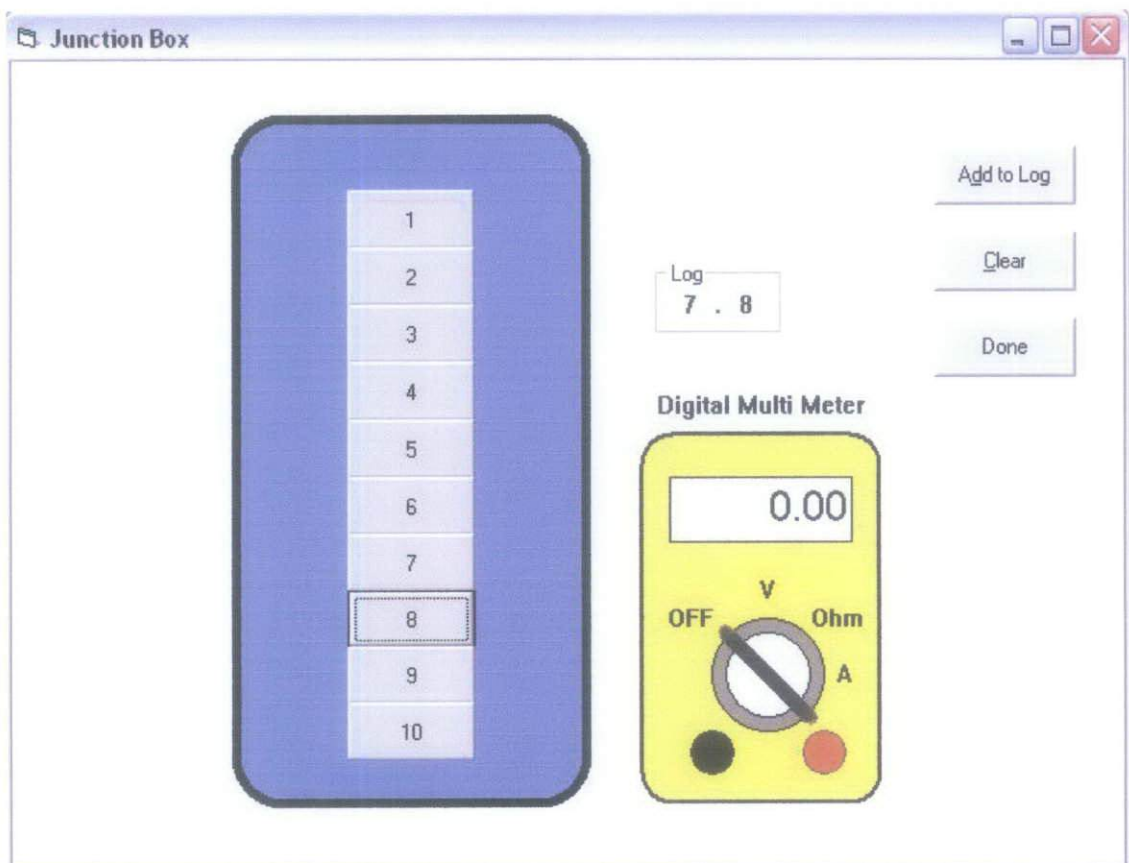 Junction Box
1
2
3
4
5
6
7
8
9
10
Log
7 . 8
Add to Log
Clear
Done
Digital Multi Meter
0.00
V
OFF
Ohm
A